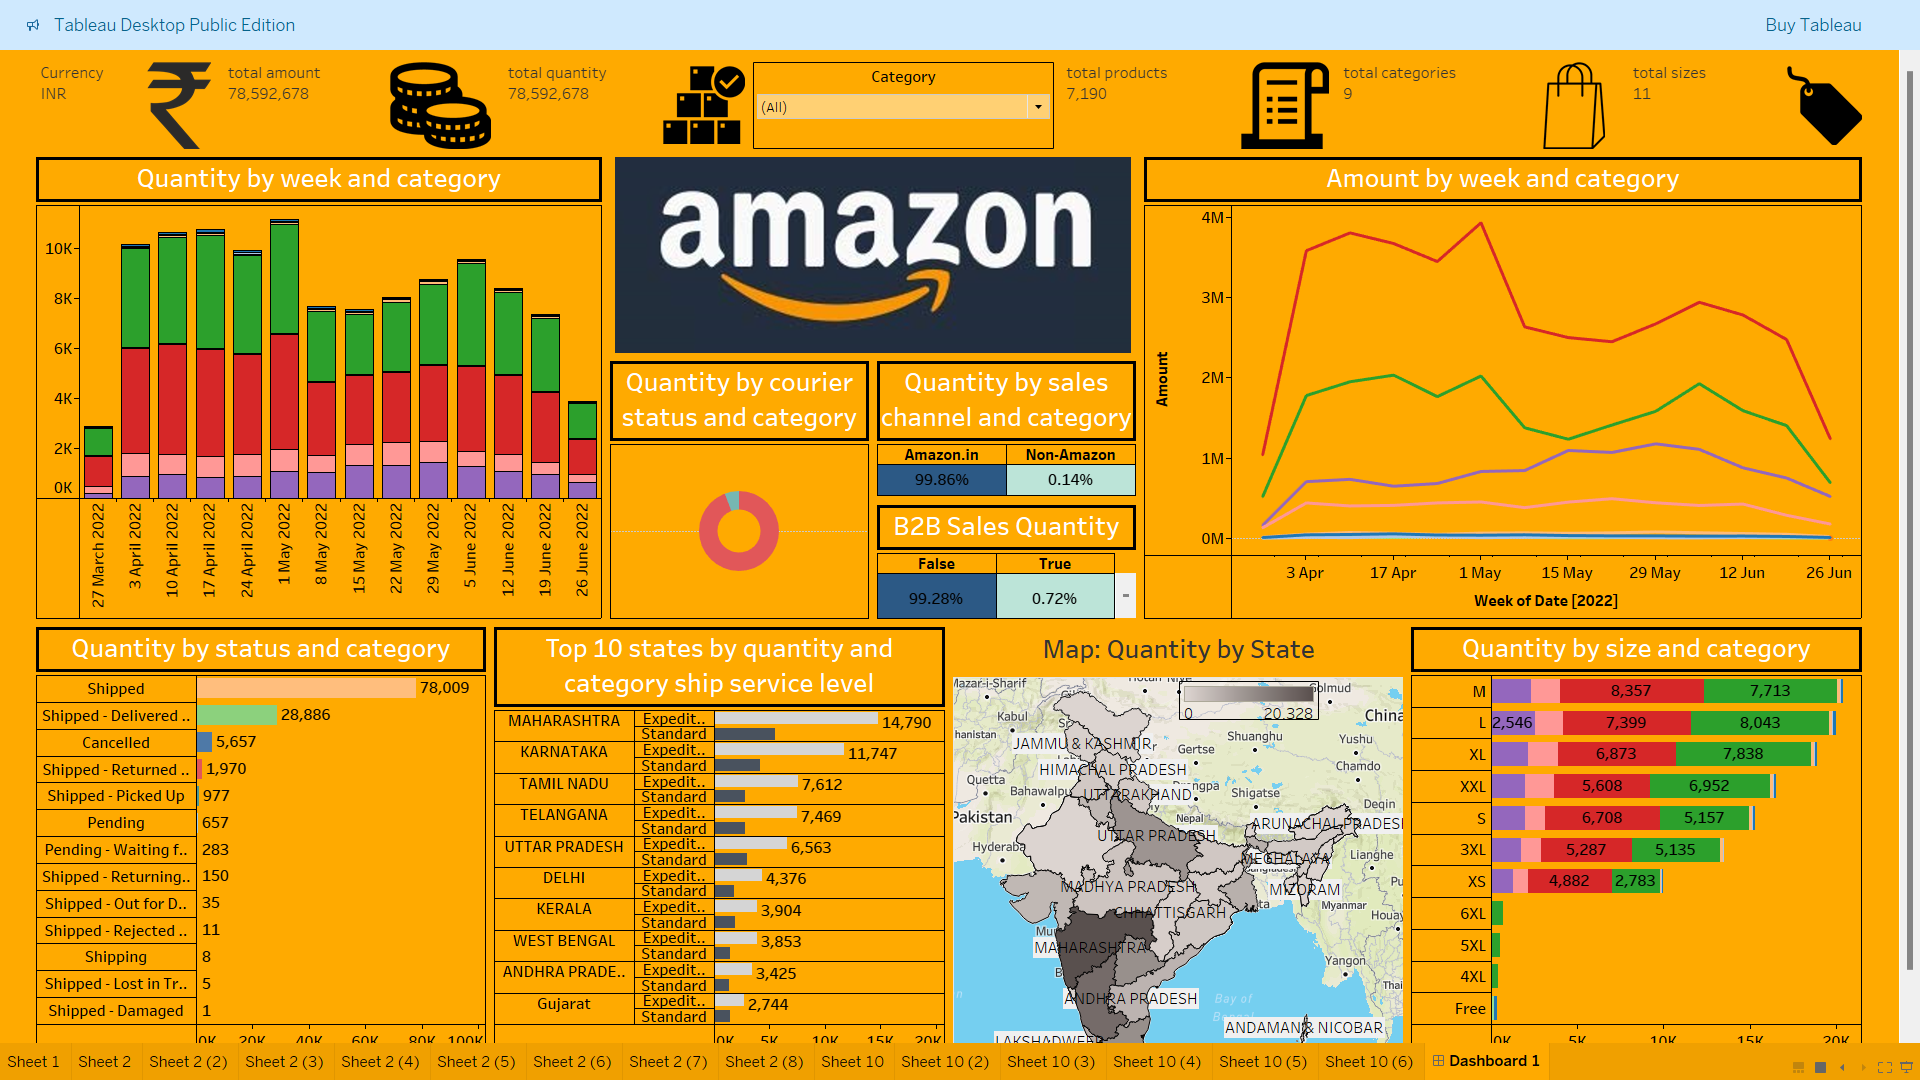 Tableau Desktop Public Edition
Buy Tableau
Currency
INR
total amount
78,592,678
total quantity
78,592,678
Category
(All)
total products
7,190
total categories
9
total sizes
11
Quantity by week and category
10K
8K
6K
4K
2K
0K
27 March 2022
3 April 2022
10 April 2022
17 April 2022
24 April 2022
1 May 2022
8 May 2022
15 May 2022
22 May 2022
29 May 2022
5 June 2022
12 June 2022
19 June 2022
26 June 2022
amazon
Quantity by courier
status and category
Quantity by sales
channel and category
Amazon.in Non-Amazon
99.86% 0.14%
B2B Sales Quantity
False True
99.28% 0.72%
Amount by week and category
4M
3M
2M
1M
0M
Amount
3 Apr 17 Apr 1 May 15 May 29 May 12 Jun 26 Jun
Week of Date [2022]
Quantity by status and category
Shipped 78,009
Shipped - Delivered .. 28,886
Cancelled 5,657
Shipped - Returned .. 1,970
Shipped - Picked Up 977
Pending 657
Pending - Waiting f.. 283
Shipped - Returning.. 150
Shipped - Out for D.. 35
Shipped - Rejected .. 11
Shipping 8
Shipped - Lost in Tr.. 5
Shipped - Damaged 1
0K 20K 40K 60K 80K 100K
Top 10 states by quantity and
category ship service level
MAHARASHTRA Expedit.. 14,790
Standard
KARNATAKA Expedit.. 11,747
Standard
TAMIL NADU Expedit.. 7,612
Standard
TELANGANA Expedit.. 7,469
Standard
UTTAR PRADESH Expedit.. 6,563
Standard
DELHI Expedit.. 4,376
Standard
KERALA Expedit.. 3,904
Standard
WEST BENGAL Expedit.. 3,853
Standard
ANDHRA PRADE.. Expedit.. 3,425
Standard
Gujarat Expedit.. 2,744
Standard
0K 5K 10K 15K 20K
Map: Quantity by State
Mazar-i-Sharif
Hotan
Golmud
0 20,328
Kabul
China
hanistan
Shuanghu
Yushu
JAMMU & KASHMIR
Gertse
HIMACHAL PRADESH
Chamdo
Quetta
Bahawalpu
UTTARAKHAND
ngpa
Shigatse
Deqin
Pakistan
Nepal
ARUNACHAL PRADESH
UTTAR PRADESH
Hyderaba
MEGHALAYA
Lianghe
MADHYA PRADESH
MIZORAM
Myanmar
CHHATTISGARH
Houay
MAHARASHTRA
Yangon
Thai
ANDHRA PRADESH
Bay of
ANDAMAN & NICOBAR
LAKSHADWEEP
Quantity by size and category
M 8,357 7,713
L 2,546 7,399 8,043
XL 6,873 7,838
XXL 5,608 6,952
S 6,708 5,157
3XL 5,287 5,135
XS 4,882 2,783
6XL
5XL
4XL
Free
0K 5K 10K 15K 20K
Sheet 1 Sheet 2 Sheet 2 (2) Sheet 2 (3) Sheet 2 (4) Sheet 2 (5) Sheet 2 (6) Sheet 2 (7) Sheet 2 (8) Sheet 10 Sheet 10 (2) Sheet 10 (3) Sheet 10 (4) Sheet 10 (5) Sheet 10 (6) Dashboard 1